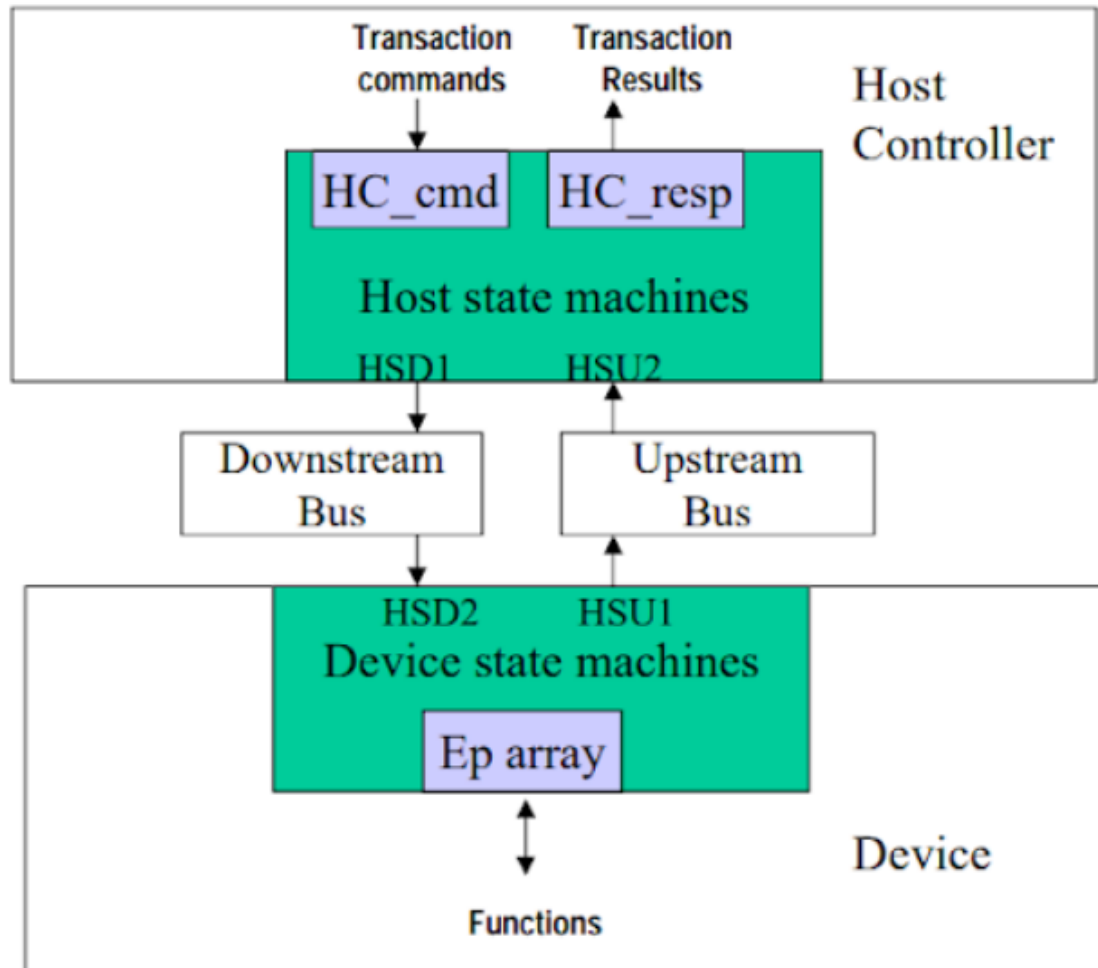 Transaction
commands
Transaction
Results
Host
Controller
HC_cmd
HC_resp
Host state machines
HSD1
HSU2
Downstream
Bus
Upstream
Bus
HSD2
HSU1
Device state machines
Ep array
Device
Functions